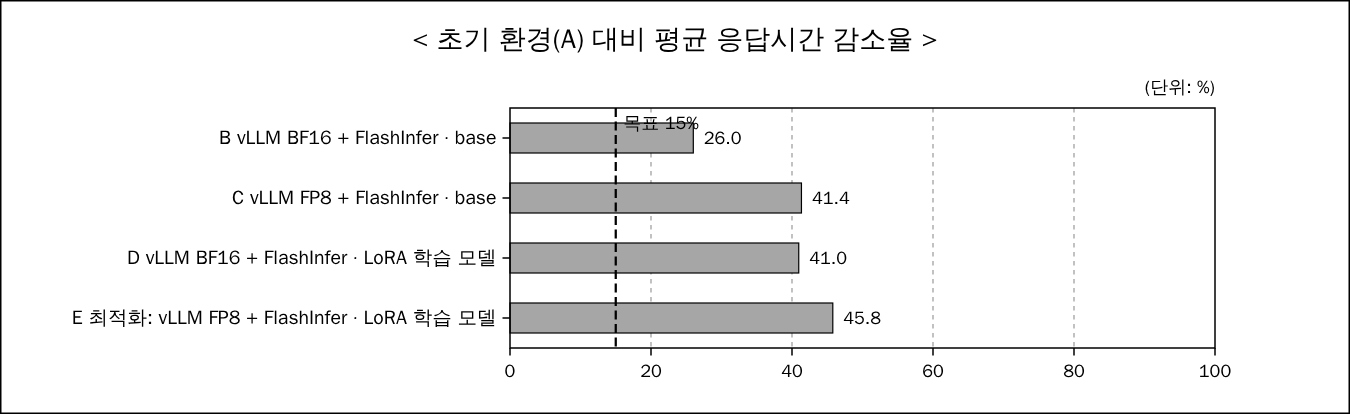 < 초기 환경(A) 대비 평균 응답시간 감소율 >
(단위: %)
목표 15%
B vLLM BF16 + FlashInfer · base 26.0
C vLLM FP8 + FlashInfer · base 41.4
D vLLM BF16 + FlashInfer · LoRA 학습 모델 41.0
E 최적화: vLLM FP8 + FlashInfer · LoRA 학습 모델 45.8
0 20 40 60 80 100